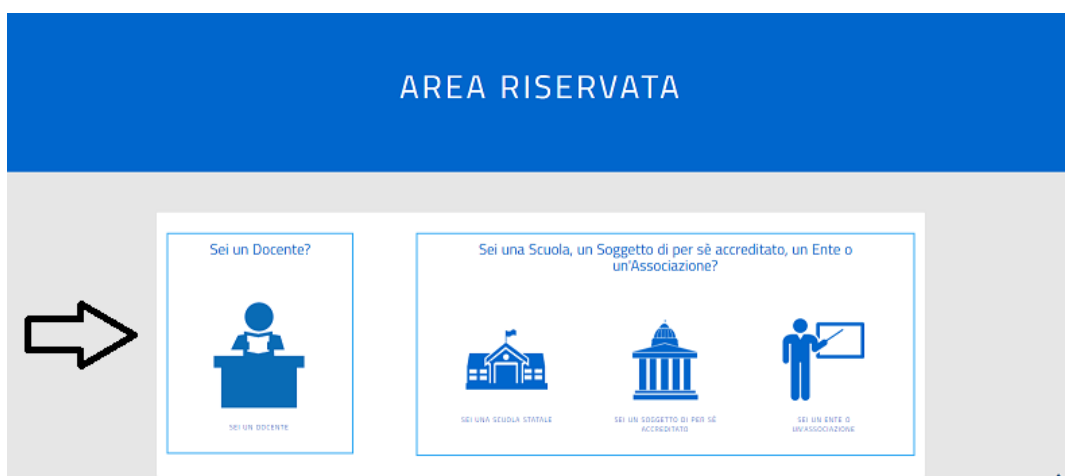 AREA RISERVATA
Sei un Docente?
SEI UN DOCENTE
Sei una Scuola, un Soggetto di per sè accreditato, un Ente o
un'Associazione?
SEI UNA SCUOLA STATALE
SEI UN SOGGETTO DI PER SÉ
ACCREDITATO
SEI UN ENTE O
UN'ASSOCIAZIONE